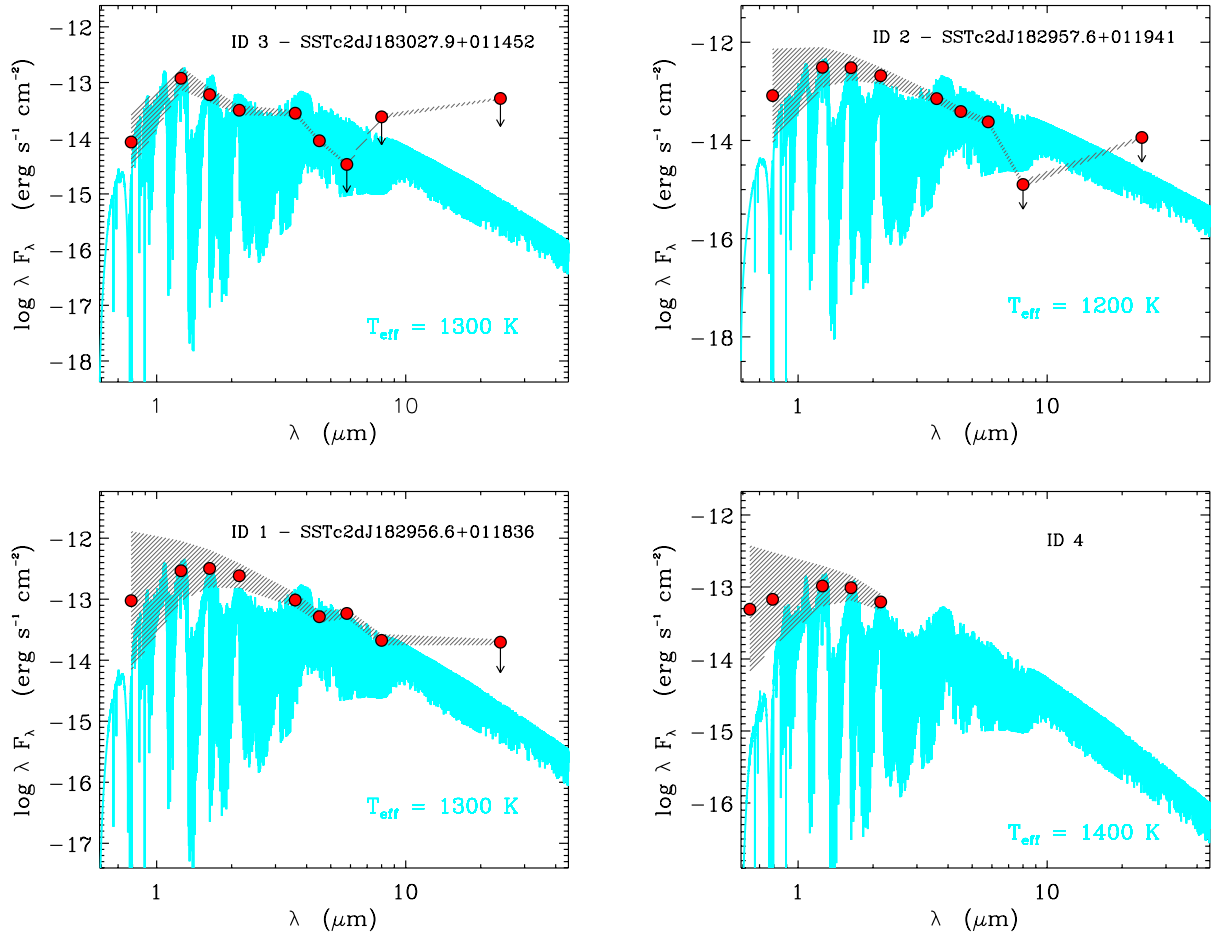 ID 3 – SSTc2dJ183027.9+011452
−12
−13
−14
−15
−16
−17
−18
log λ Fλ (erg s⁻¹ cm⁻²)
Teff = 1300 K
1 10
λ (μm)
ID 2 – SSTc2dJ182957.6+011941
−12
−14
−16
−18
log λ Fλ (erg s⁻¹ cm⁻²)
Teff = 1200 K
1 10
λ (μm)
ID 1 – SSTc2dJ182956.6+011836
−12
−13
−14
−15
−16
−17
log λ Fλ (erg s⁻¹ cm⁻²)
Teff = 1300 K
1 10
λ (μm)
ID 4
−12
−13
−14
−15
−16
log λ Fλ (erg s⁻¹ cm⁻²)
Teff = 1400 K
1 10
λ (μm)